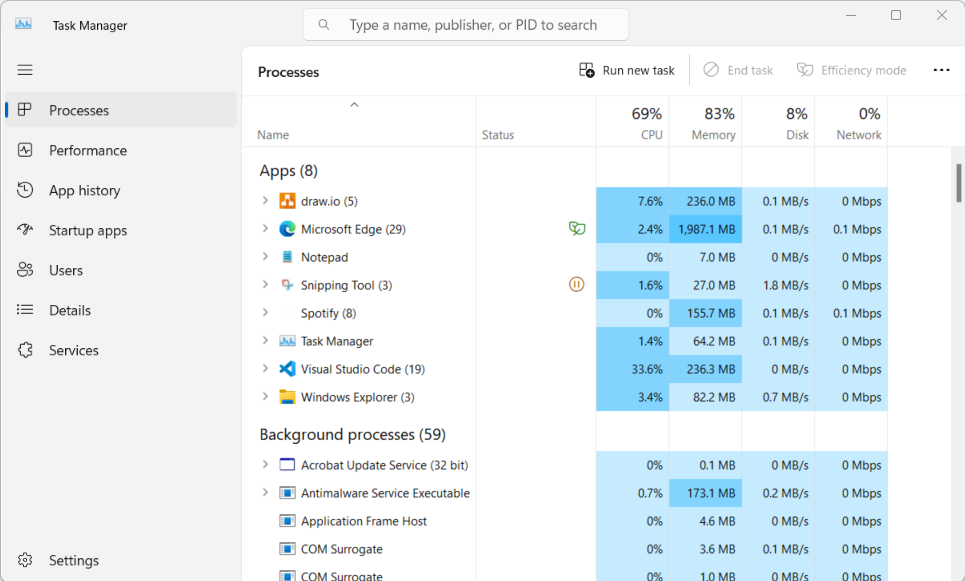 Task Manager
Type a name, publisher, or PID to search
Processes
Run new task
End task
Efficiency mode
Processes
Performance
App history
Startup apps
Users
Details
Services
Settings
69% 83% 8% 0%
Name Status CPU Memory Disk Network
Apps (8)
draw.io (5) 7.6% 236.0 MB 0.1 MB/s 0 Mbps
Microsoft Edge (29) 2.4% 1,987.1 MB 0.1 MB/s 0.1 Mbps
Notepad 0% 7.0 MB 0 MB/s 0 Mbps
Snipping Tool (3) 1.6% 27.0 MB 1.8 MB/s 0 Mbps
Spotify (8) 0% 155.7 MB 0.1 MB/s 0.1 Mbps
Task Manager 1.4% 64.2 MB 0.1 MB/s 0 Mbps
Visual Studio Code (19) 33.6% 236.3 MB 0 MB/s 0 Mbps
Windows Explorer (3) 3.4% 82.2 MB 0.7 MB/s 0 Mbps
Background processes (59)
Acrobat Update Service (32 bit) 0% 0.1 MB 0 MB/s 0 Mbps
Antimalware Service Executable 0.7% 173.1 MB 0.2 MB/s 0 Mbps
Application Frame Host 0% 4.6 MB 0 MB/s 0 Mbps
COM Surrogate 0% 3.6 MB 0.1 MB/s 0 Mbps
COM Surrogate 0% 1.0 MB 0 MB/s 0 Mbps